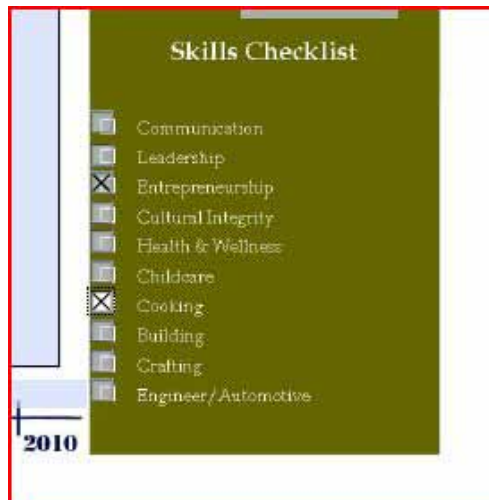 Skills Checklist
Communication
Leadership
Entrepreneurship
Cultural Integrity
Health & Wellness
Childcare
Cooking
Building
Crafting
Engineer/Automotive
2010